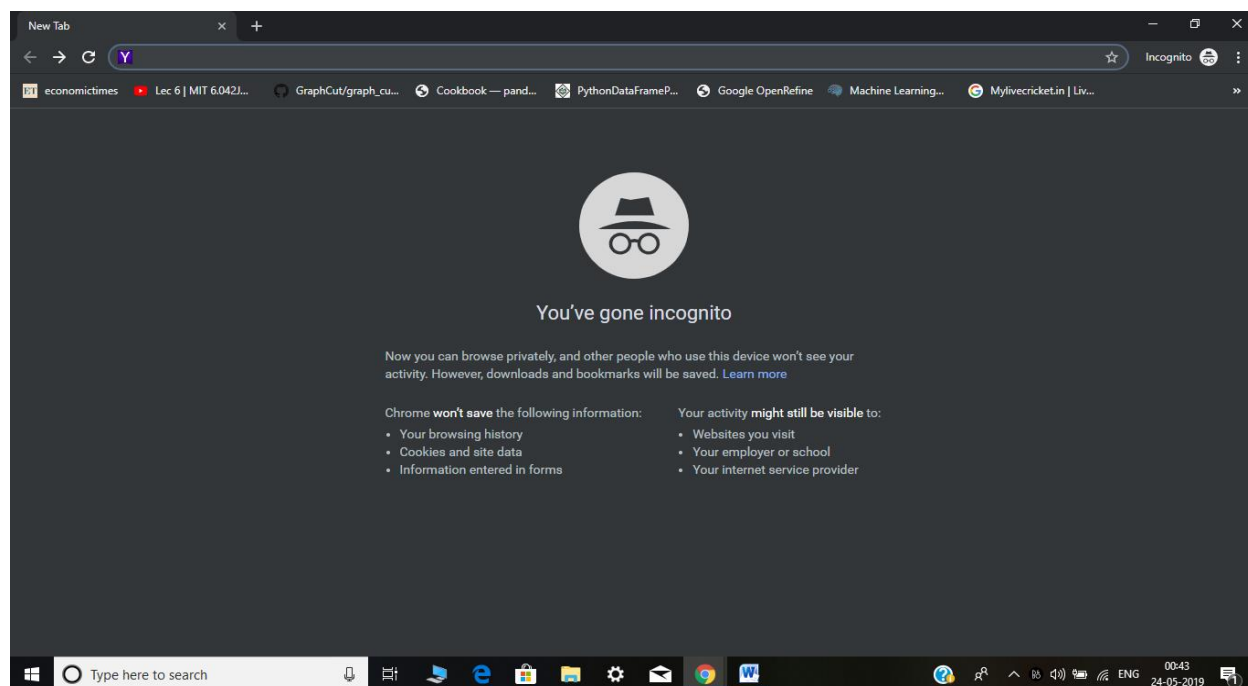 New Tab
Y
Incognito
ET economictimes Lec 6 | MIT 6.042J... GraphCut/graph_cu... Cookbook — pand... PythonDataFrameP... Google OpenRefine Machine Learning... Mylivecricket.in | Liv... »
You've gone incognito
Now you can browse privately, and other people who use this device won't see your
activity. However, downloads and bookmarks will be saved. Learn more
Chrome won't save the following information:
• Your browsing history
• Cookies and site data
• Information entered in forms
Your activity might still be visible to:
• Websites you visit
• Your employer or school
• Your internet service provider
Type here to search
W
ENG
00:43
24-05-2019
1